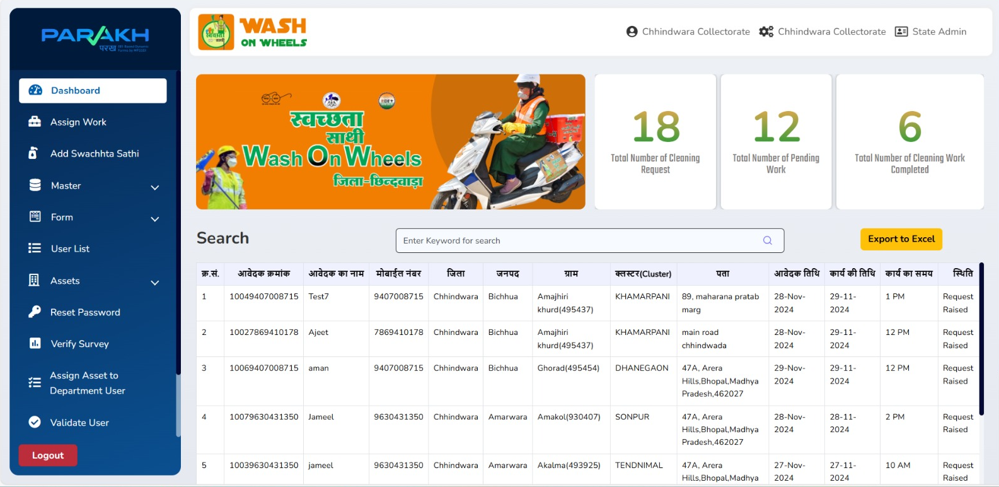 PARAKH
परख GIS Based Dynamic
Forms by MPSEDC
Dashboard
Assign Work
Add Swachhta Sathi
Master
Form
User List
Assets
Reset Password
Verify Survey
Assign Asset to
Department User
Validate User
Logout
WASH
ON WHEELS
Chhindwara Collectorate
Chhindwara Collectorate
State Admin
स्वच्छता
साथी
Wash On Wheels
जिला-छिन्दवाड़ा
18
Total Number of Cleaning
Request
12
Total Number of Pending
Work
6
Total Number of Cleaning Work
Completed
Search
Enter Keyword for search
Export to Excel
क्र.सं. आवेदक क्रमांक आवेदक का नाम मोबाईल नंबर जिला जनपद ग्राम क्लस्टर(Cluster) पता आवेदक तिथि कार्य की तिथि कार्य का समय स्थिति
1 10049407008715 Test7 9407008715 Chhindwara Bichhua Amajhiri KHAMARPANI 89, maharana pratab 28-Nov- 29-11- 1 PM Request
khurd(495437) marg 2024 2024 Raised
2 10027869410178 Ajeet 7869410178 Chhindwara Bichhua Amajhiri KHAMARPANI main road 28-Nov- 29-11- 12 PM Request
khurd(495437) chhindwada 2024 2024 Raised
3 10069407008715 aman 9407008715 Chhindwara Bichhua Ghorad(495454) DHANEGAON 47A, Arera 29-Nov- 29-11- 12 PM Request
Hills,Bhopal,Madhya 2024 2024 Raised
Pradesh,462027
4 10079630431350 Jameel 9630431350 Chhindwara Amarwara Amakol(930407) SONPUR 47A, Arera 28-Nov- 28-11- 2 PM Request
Hills,Bhopal,Madhya 2024 2024 Raised
Pradesh,462027
5 10039630431350 jameel 9630431350 Chhindwara Amarwara Akalma(493925) TENDNIMAL 47A, Arera 27-Nov- 27-11- 10 AM Request
Hills,Bhopal,Madhya 2024 2024 Raised